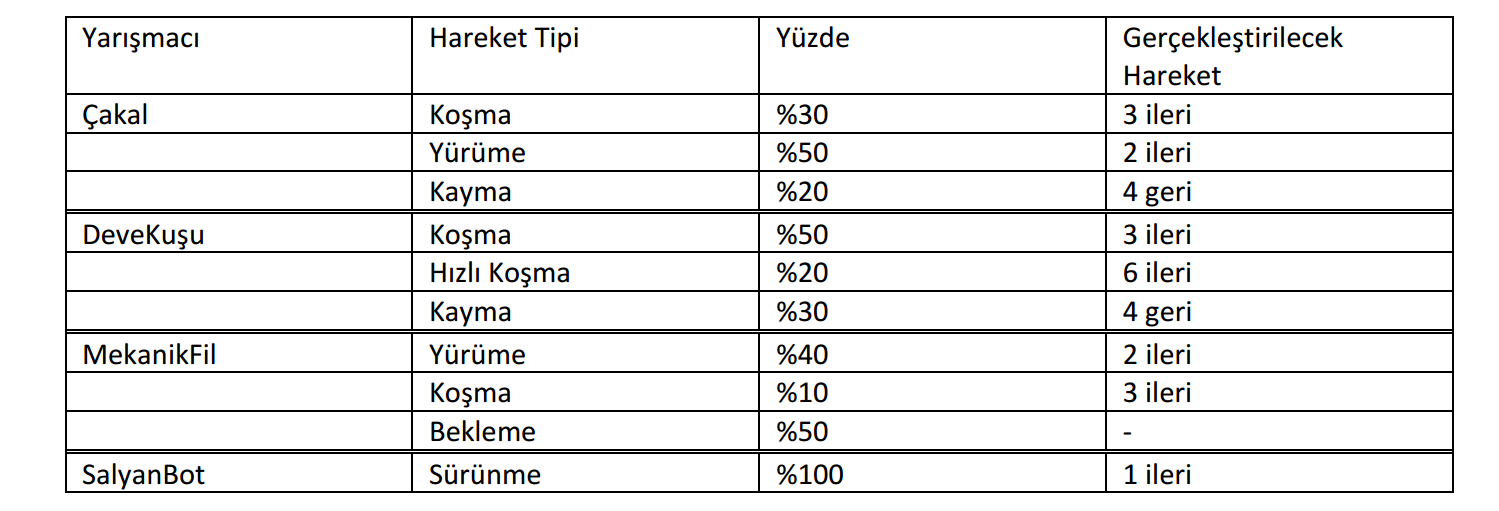 Yarışmacı Hareket Tipi Yüzde Gerçekleştirilecek Hareket
Çakal Koşma %30 3 ileri
Yürüme %50 2 ileri
Kayma %20 4 geri
DeveKuşu Koşma %50 3 ileri
Hızlı Koşma %20 6 ileri
Kayma %30 4 geri
MekanikFil Yürüme %40 2 ileri
Koşma %10 3 ileri
Bekleme %50 -
SalyanBot Sürünme %100 1 ileri